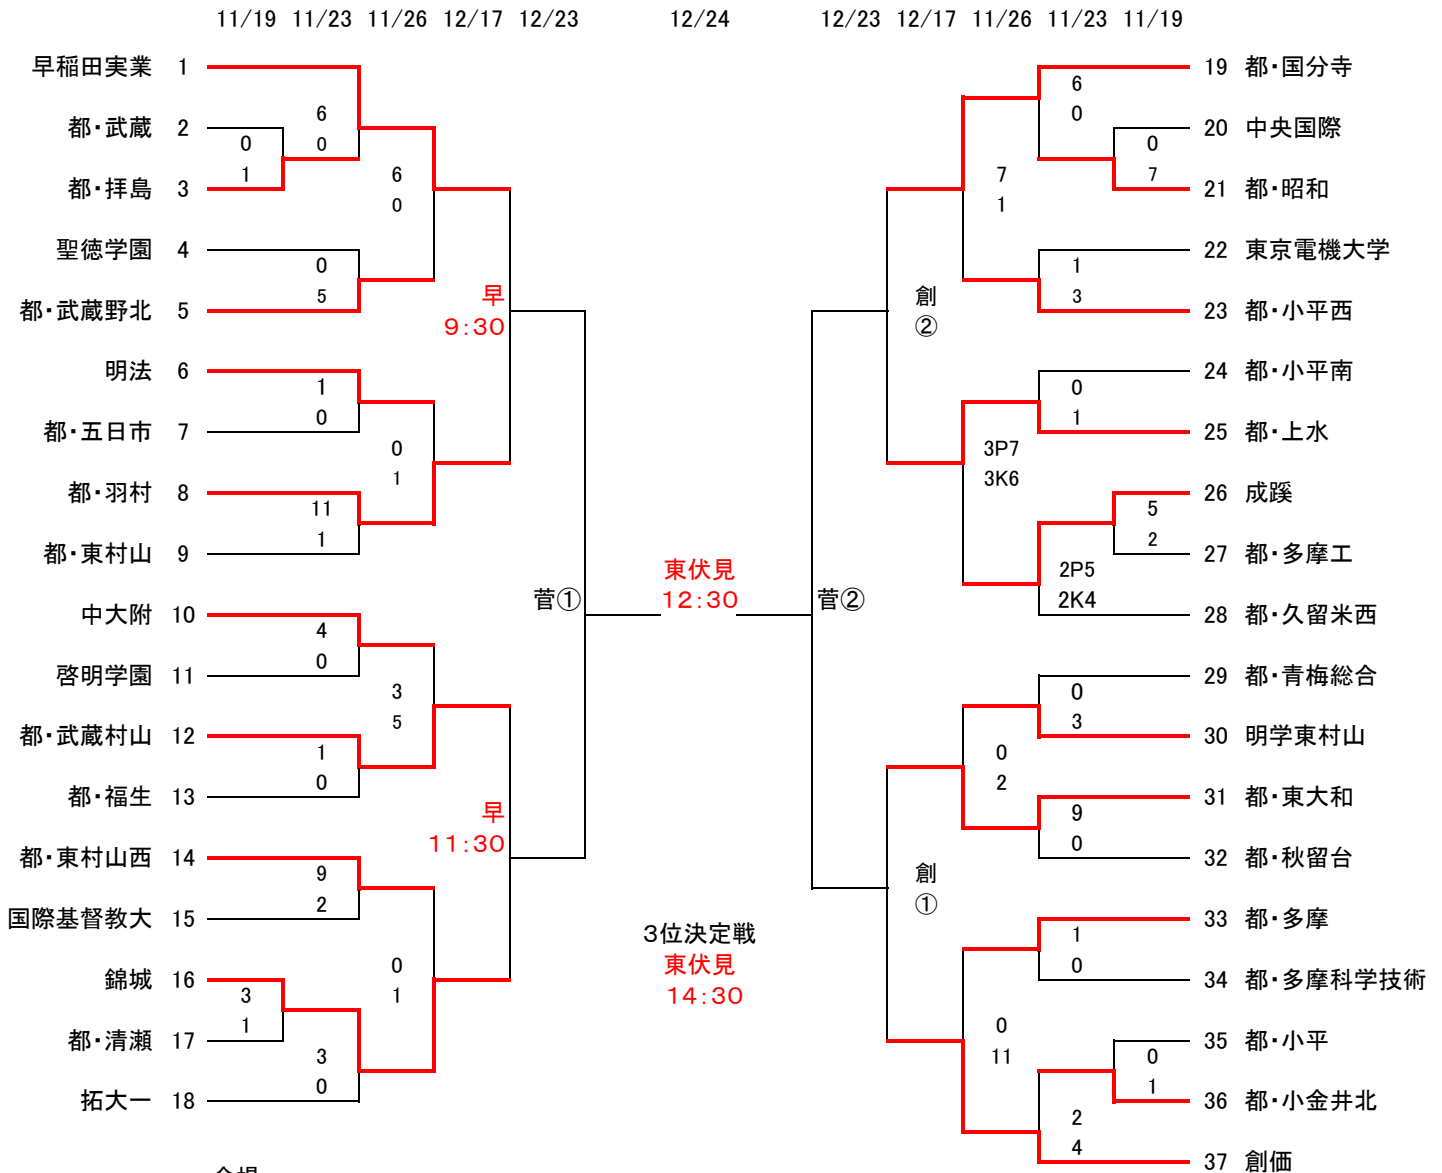 11/19 11/23 11/26 12/17 12/23 12/24 12/23 12/17 11/26 11/23 11/19
早稲田実業 1
都・武蔵 2
都・拝島 3
聖徳学園 4
都・武蔵野北 5
明法 6
都・五日市 7
都・羽村 8
都・東村山 9
中大附 10
啓明学園 11
都・武蔵村山 12
都・福生 13
都・東村山西 14
国際基督教大 15
錦城 16
都・清瀬 17
拓大一 18
0
1
3
1
6
0
0
5
1
0
11
1
4
0
1
0
9
2
3
0
6
0
0
1
3
5
0
1
早
9:30
早
11:30
菅①
東伏見
12:30
3位決定戦
東伏見
14:30
菅②
創
②
創
①
7
1
3P7
3K6
0
2
0
11
6
0
1
3
0
1
2P5
2K4
0
3
9
0
1
0
2
4
0
7
5
2
0
1
19 都・国分寺
20 中央国際
21 都・昭和
22 東京電機大学
23 都・小平西
24 都・小平南
25 都・上水
26 成蹊
27 都・多摩工
28 都・久留米西
29 都・青梅総合
30 明学東村山
31 都・東大和
32 都・秋留台
33 都・多摩
34 都・多摩科学技術
35 都・小平
36 都・小金井北
37 創価